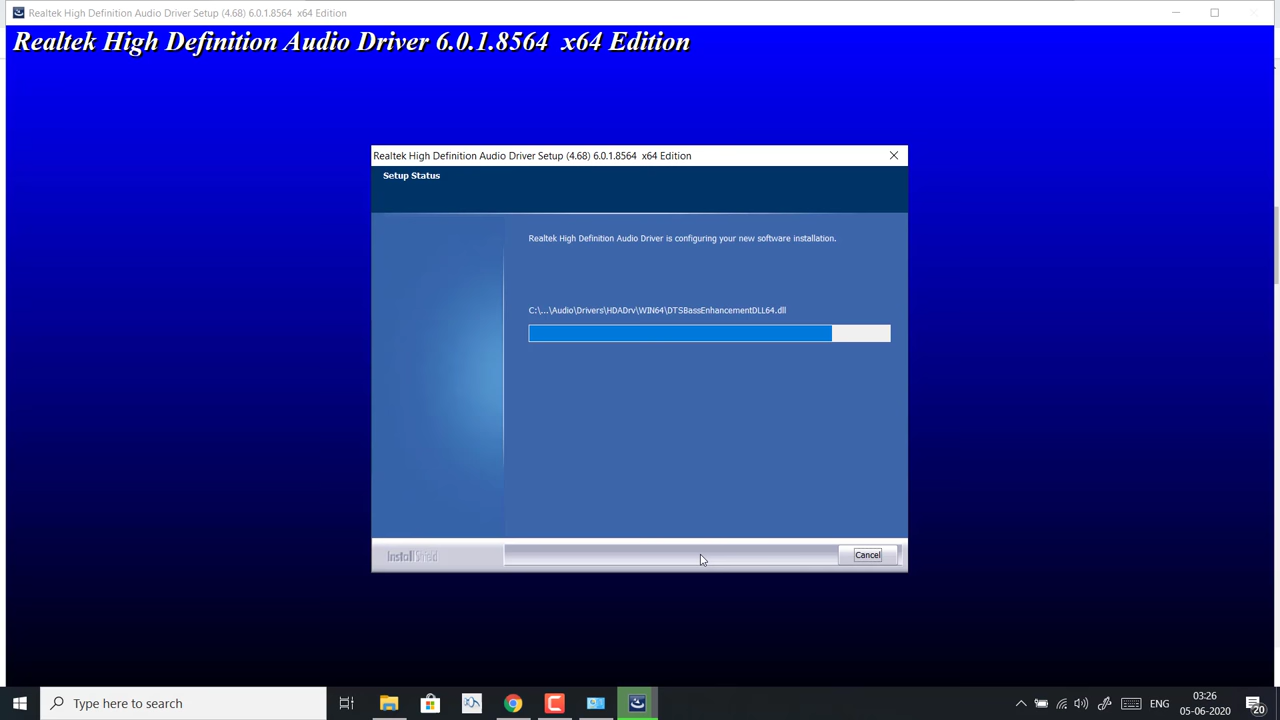 Realtek High Definition Audio Driver Setup (4.68) 6.0.1.8564  x64 Edition
Realtek High Definition Audio Driver 6.0.1.8564  x64 Edition
Realtek High Definition Audio Driver Setup (4.68) 6.0.1.8564  x64 Edition
Setup Status
Realtek High Definition Audio Driver is configuring your new software installation.
C:\...\Audio\Drivers\HDADrv\WIN64\DTSBassEnhancementDLL64.dll
InstallShield
Cancel
Type here to search
ENG
03:26
05-06-2020
20